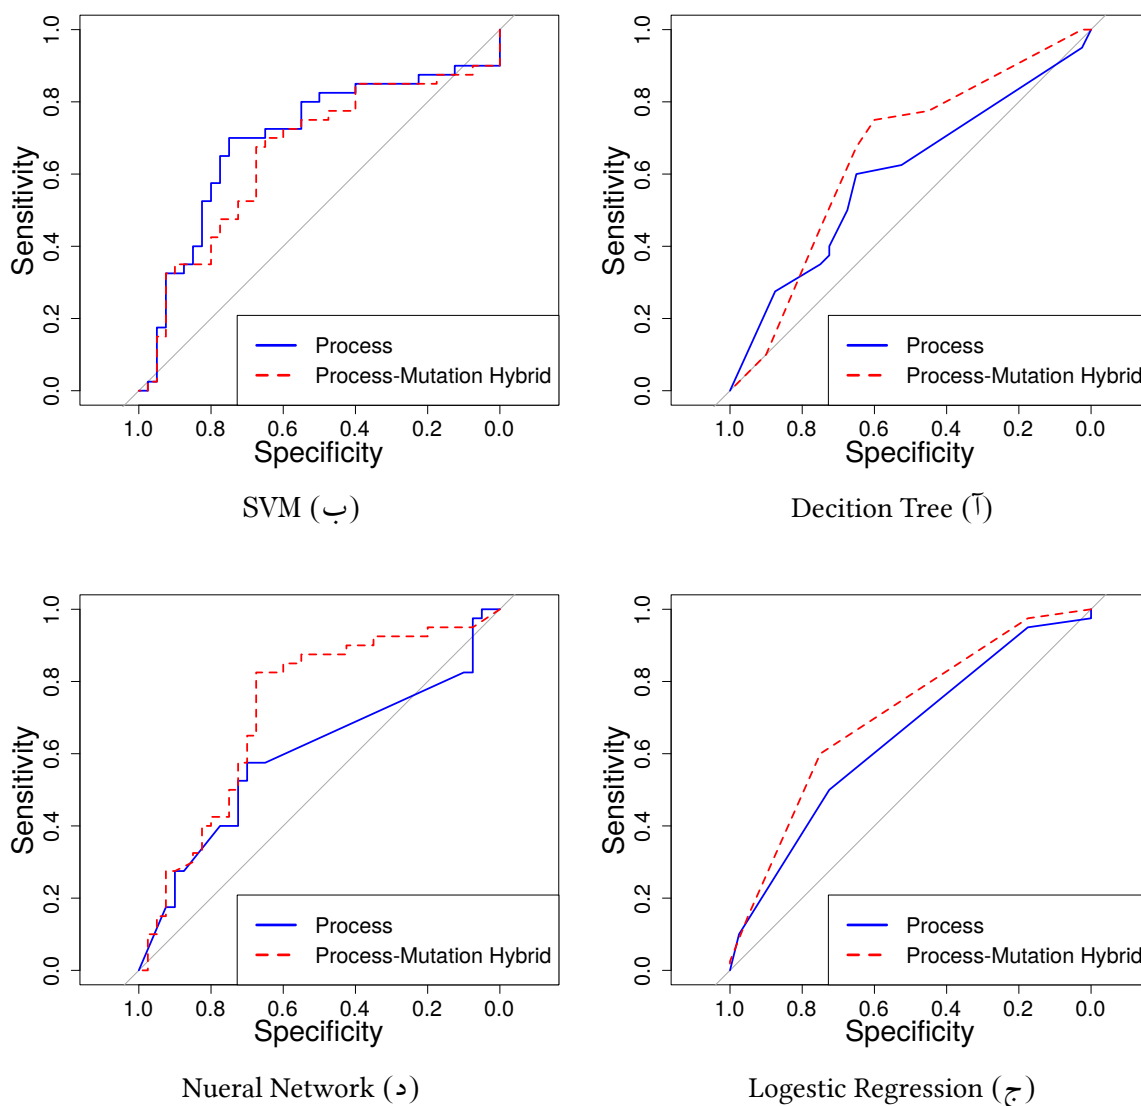 1.0
0.8
0.6
0.4
0.2
0.0
Sensitivity
1.0 0.8 0.6 0.4 0.2 0.0
Specificity
Process
Process-Mutation Hybrid
SVM (ب)
1.0
0.8
0.6
0.4
0.2
0.0
Sensitivity
1.0 0.8 0.6 0.4 0.2 0.0
Specificity
Process
Process-Mutation Hybrid
Decition Tree (آ)
1.0
0.8
0.6
0.4
0.2
0.0
Sensitivity
1.0 0.8 0.6 0.4 0.2 0.0
Specificity
Process
Process-Mutation Hybrid
Nueral Network (د)
1.0
0.8
0.6
0.4
0.2
0.0
Sensitivity
1.0 0.8 0.6 0.4 0.2 0.0
Specificity
Process
Process-Mutation Hybrid
Logestic Regression (ج)